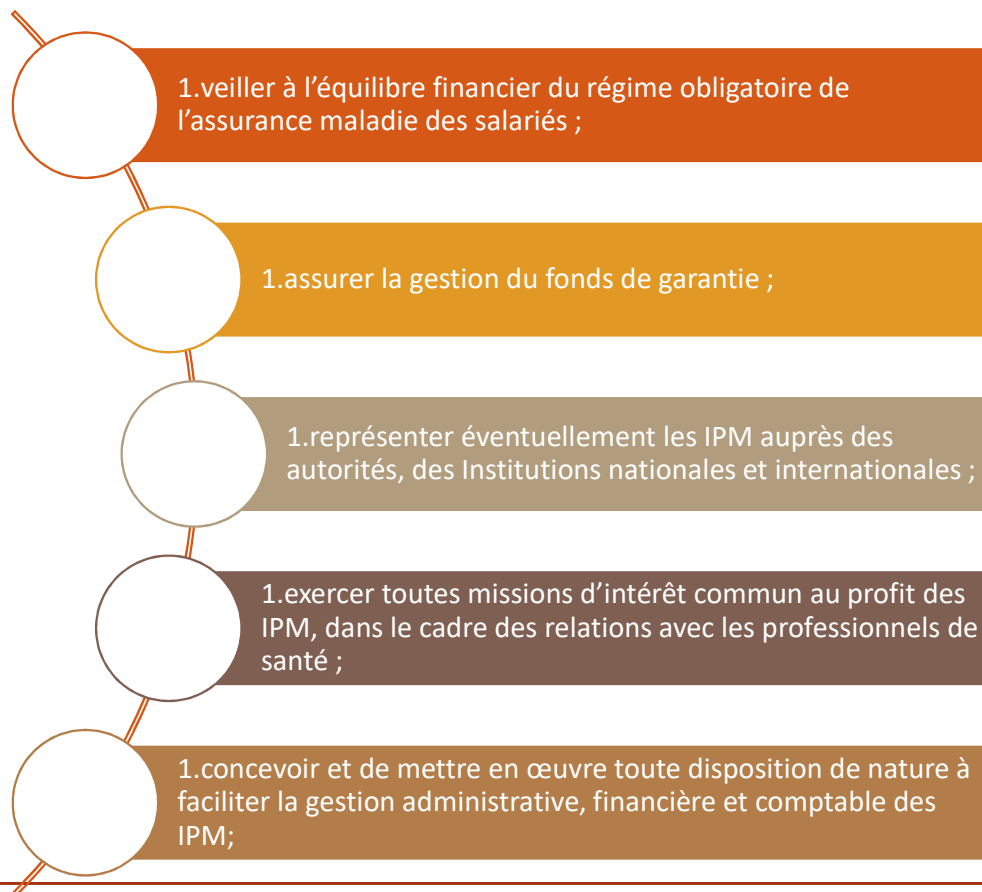 1.veiller à l’équilibre financier du régime obligatoire de
l’assurance maladie des salariés ;
1.assurer la gestion du fonds de garantie ;
1.représenter éventuellement les IPM auprès des
autorités, des Institutions nationales et internationales ;
1.exercer toutes missions d’intérêt commun au profit des
IPM, dans le cadre des relations avec les professionnels de
santé ;
1.concevoir et de mettre en œuvre toute disposition de nature à
faciliter la gestion administrative, financière et comptable des
IPM;